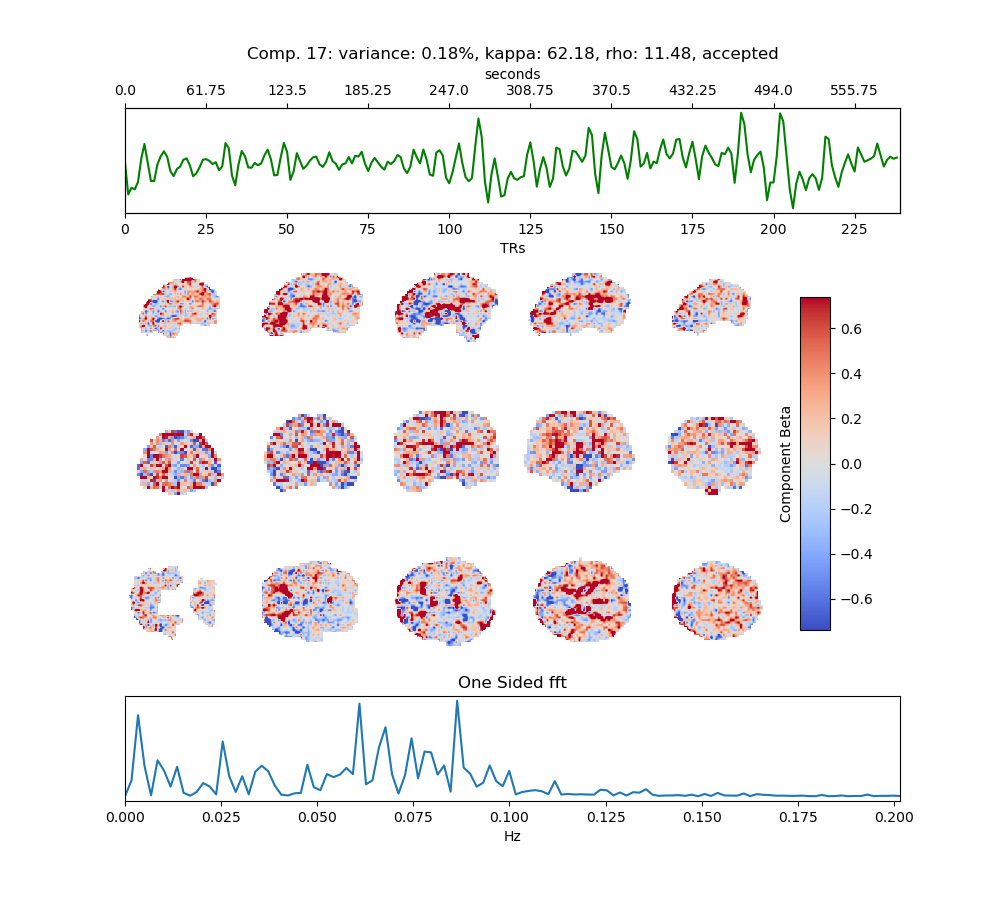 Comp. 17: variance: 0.18%, kappa: 62.18, rho: 11.48, accepted
seconds
0.0 61.75 123.5 185.25 247.0 308.75 370.5 432.25 494.0 555.75
0 25 50 75 100 125 150 175 200 225
TRs
0.6
0.4
0.2
0.0
−0.2
−0.4
−0.6
Component Beta
One Sided fft
0.000 0.025 0.050 0.075 0.100 0.125 0.150 0.175 0.200
Hz